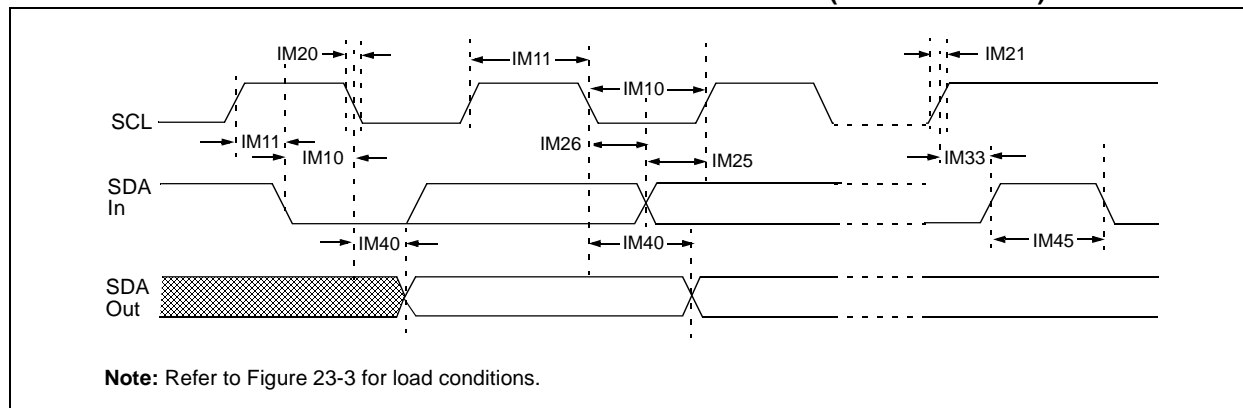 IM20
IM11
IM21
IM10
SCL
IM11
IM26
IM10
IM25
IM33
SDA
In
IM40
IM40
IM45
SDA
Out
Note: Refer to Figure 23-3 for load conditions.